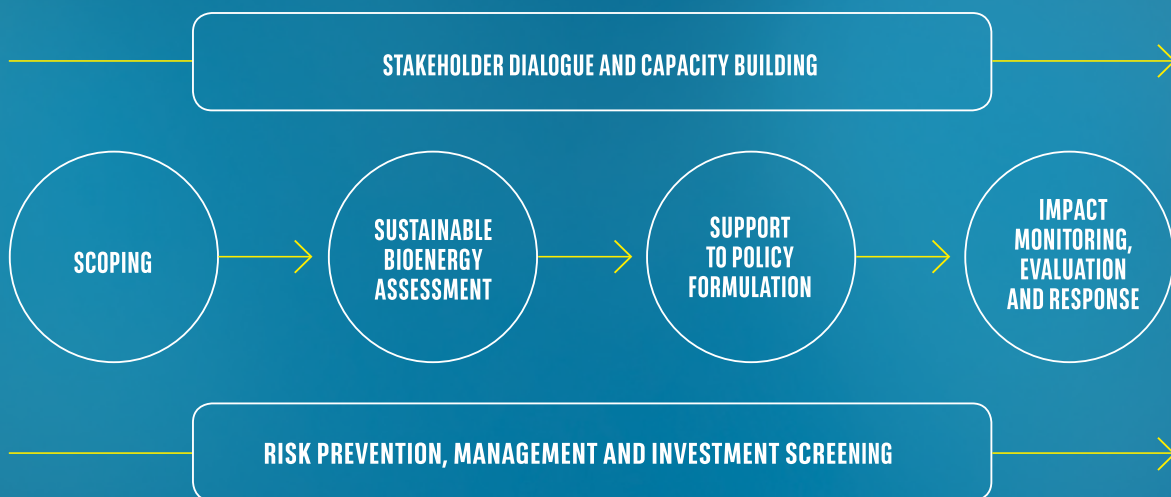 STAKEHOLDER DIALOGUE AND CAPACITY BUILDING
SCOPING
SUSTAINABLE
BIOENERGY
ASSESSMENT
SUPPORT
TO POLICY
FORMULATION
IMPACT
MONITORING,
EVALUATION
AND RESPONSE
RISK PREVENTION, MANAGEMENT AND INVESTMENT SCREENING